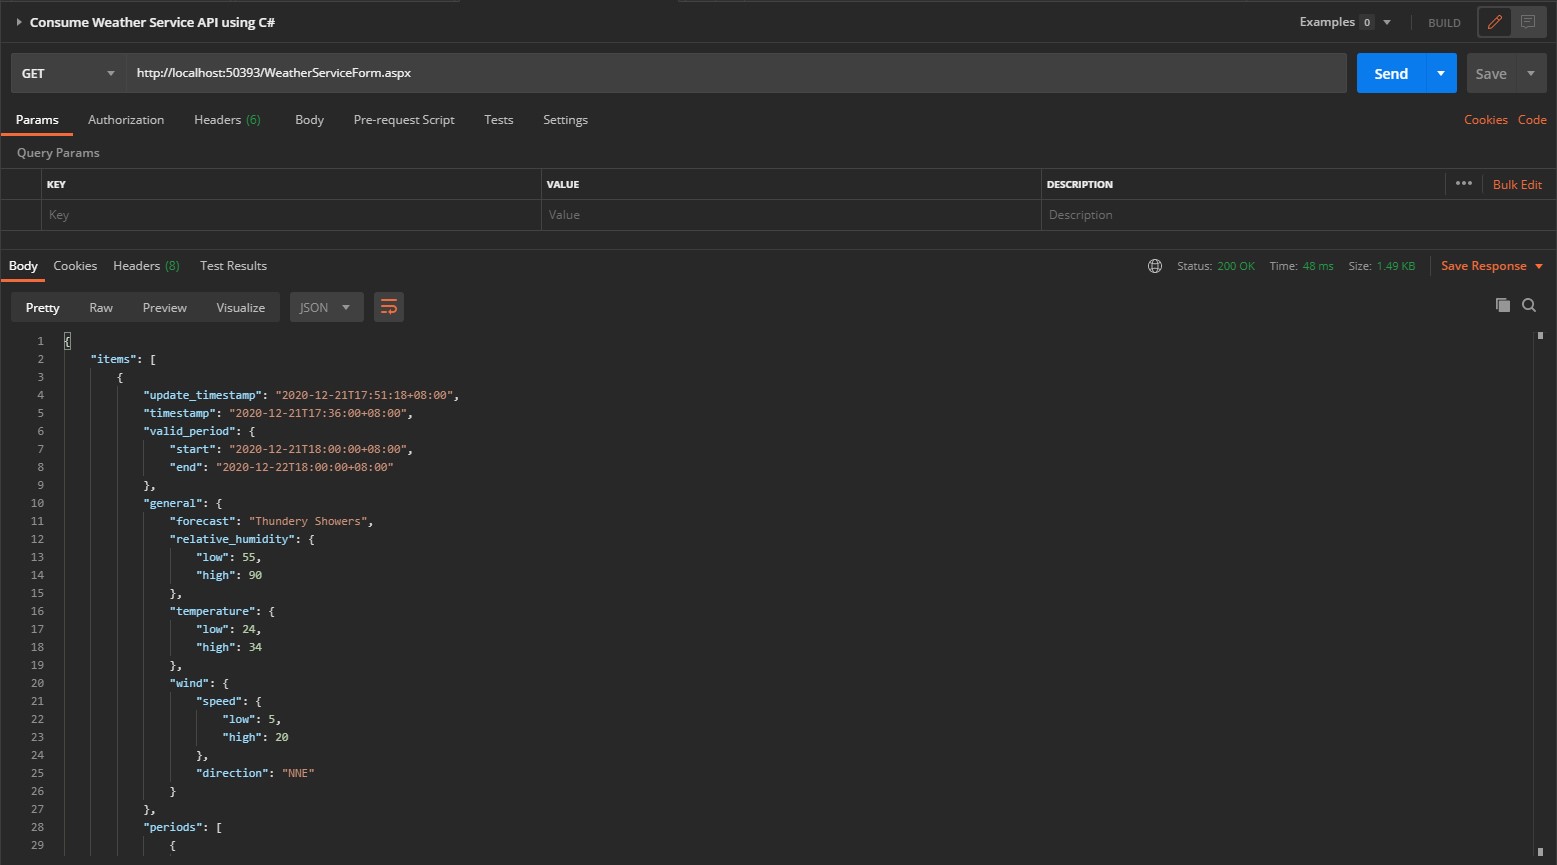 Consume Weather Service API using C#
Examples 0 BUILD
GET http://localhost:50393/WeatherServiceForm.aspx Send Save
Params Authorization Headers (6) Body Pre-request Script Tests Settings Cookies Code
Query Params
KEY VALUE DESCRIPTION ••• Bulk Edit
Key Value Description
Body Cookies Headers (8) Test Results Status: 200 OK Time: 48 ms Size: 1.49 KB Save Response
Pretty Raw Preview Visualize JSON
1 {
2 "items": [
3 {
4 "update_timestamp": "2020-12-21T17:51:18+08:00",
5 "timestamp": "2020-12-21T17:36:00+08:00",
6 "valid_period": {
7 "start": "2020-12-21T18:00:00+08:00",
8 "end": "2020-12-22T18:00:00+08:00"
9 },
10 "general": {
11 "forecast": "Thundery Showers",
12 "relative_humidity": {
13 "low": 55,
14 "high": 90
15 },
16 "temperature": {
17 "low": 24,
18 "high": 34
19 },
20 "wind": {
21 "speed": {
22 "low": 5,
23 "high": 20
24 },
25 "direction": "NNE"
26 }
27 },
28 "periods": [
29 {